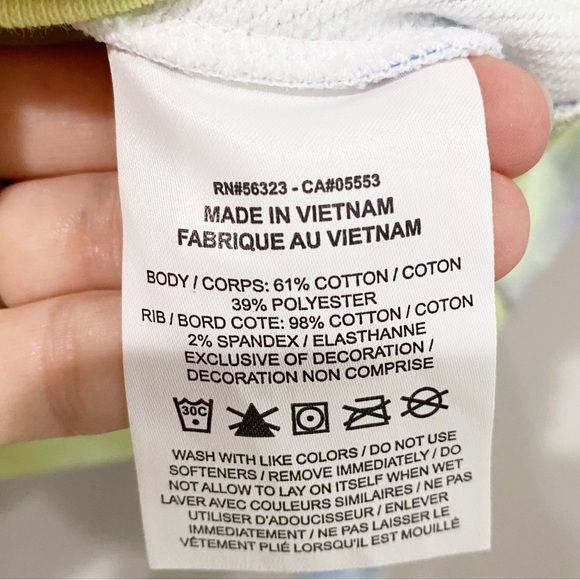 RN#56323 - CA#05553
MADE IN VIETNAM
FABRIQUE AU VIETNAM
BODY / CORPS: 61% COTTON / COTON
39% POLYESTER
RIB / BORD COTE: 98% COTTON / COTON
2% SPANDEX / ELASTHANNE
EXCLUSIVE OF DECORATION /
DECORATION NON COMPRISE
30C
WASH WITH LIKE COLORS / DO NOT USE
SOFTENERS / REMOVE IMMEDIATELY / DO
NOT ALLOW TO LAY ON ITSELF WHEN WET
LAVER AVEC COULEURS SIMILAIRES / NE PAS
UTILISER D'ADOUCISSEUR / ENLEVER
IMMEDIATEMENT / NE PAS LAISSER LE
VÊTEMENT PLIÉ LORSQU'IL EST MOUILLÉ